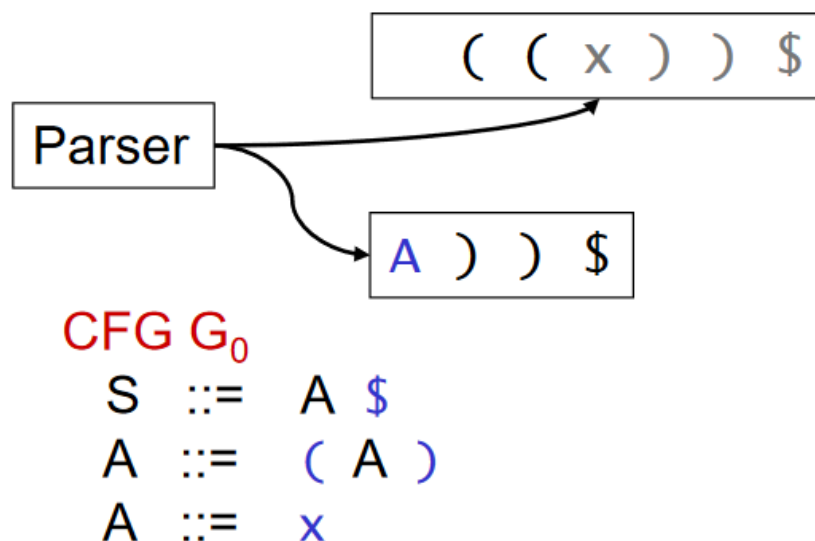 ( ( x ) ) $
Parser
A ) ) $
CFG G0
S ::= A $
A ::= ( A )
A ::= x